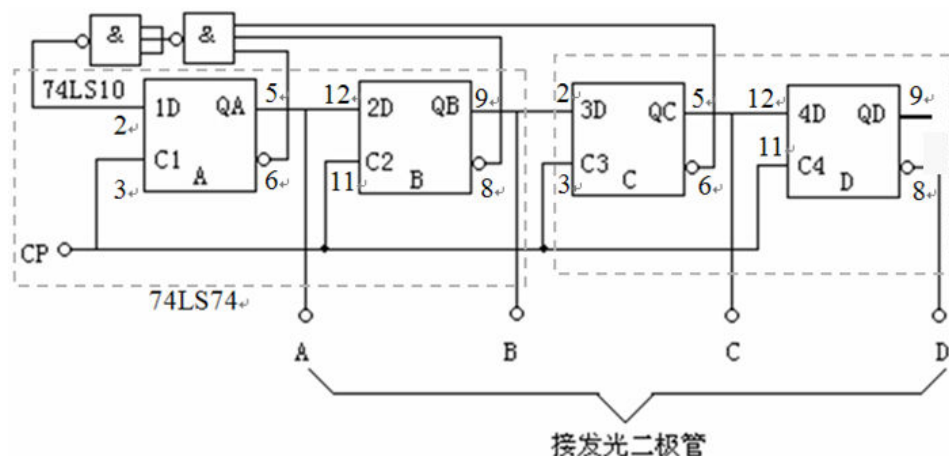 & &
74LS10
1D QA 5 12 2D QB 9 2 3D QC 5 12 4D QD 9
2 11
3 C1 A 6 11 C2 B 8 3 C3 C 6 C4 D 8
CP
74LS74
A B C D
接发光二极管